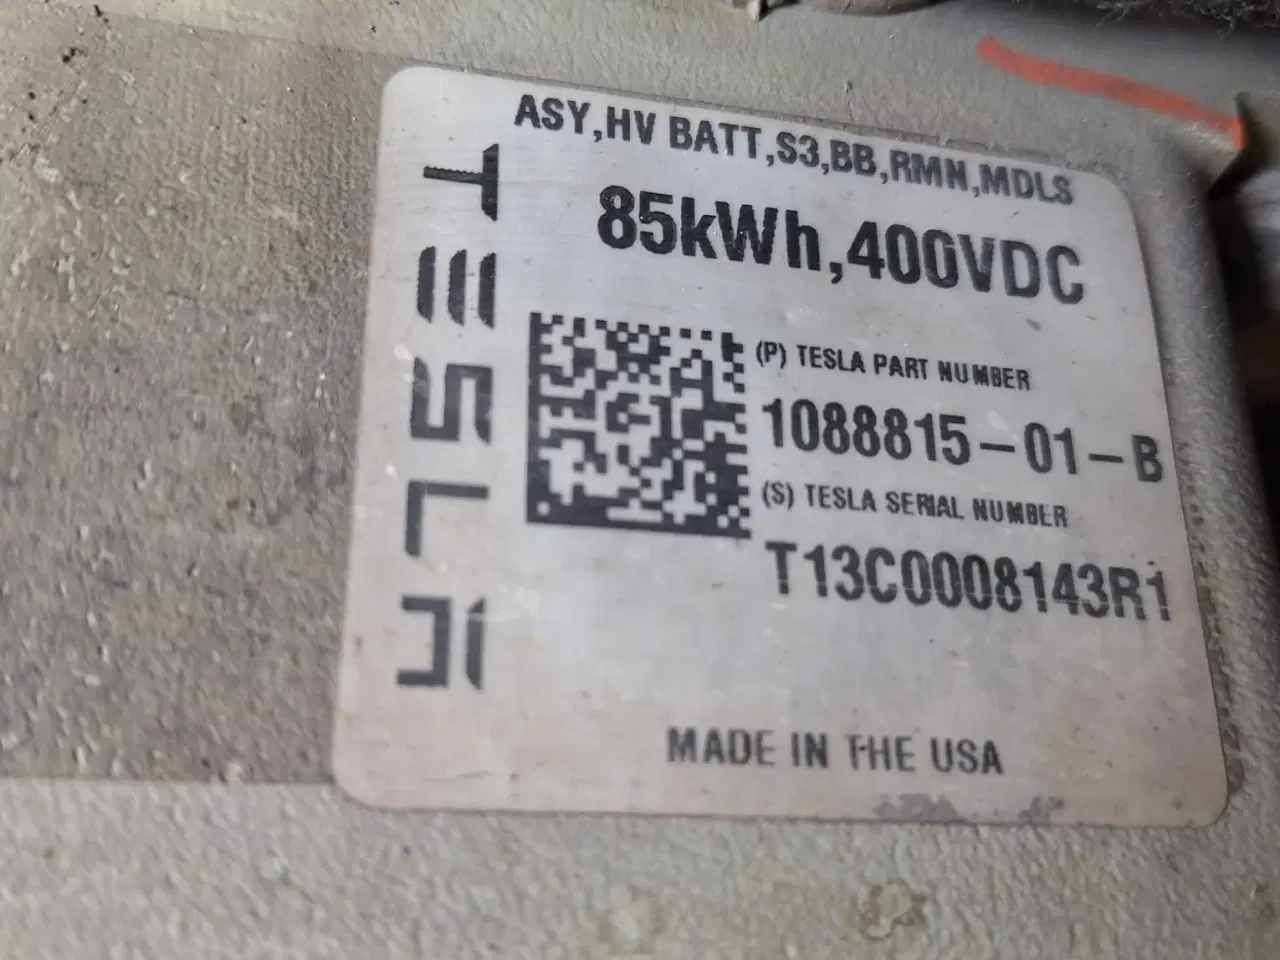 ASY,HV BATT,S3,BB,RMN,MDLS
85kWh,400VDC
TESLA
(P) TESLA PART NUMBER
1088815-01-B
(S) TESLA SERIAL NUMBER
T13C0008143R1
MADE IN THE USA